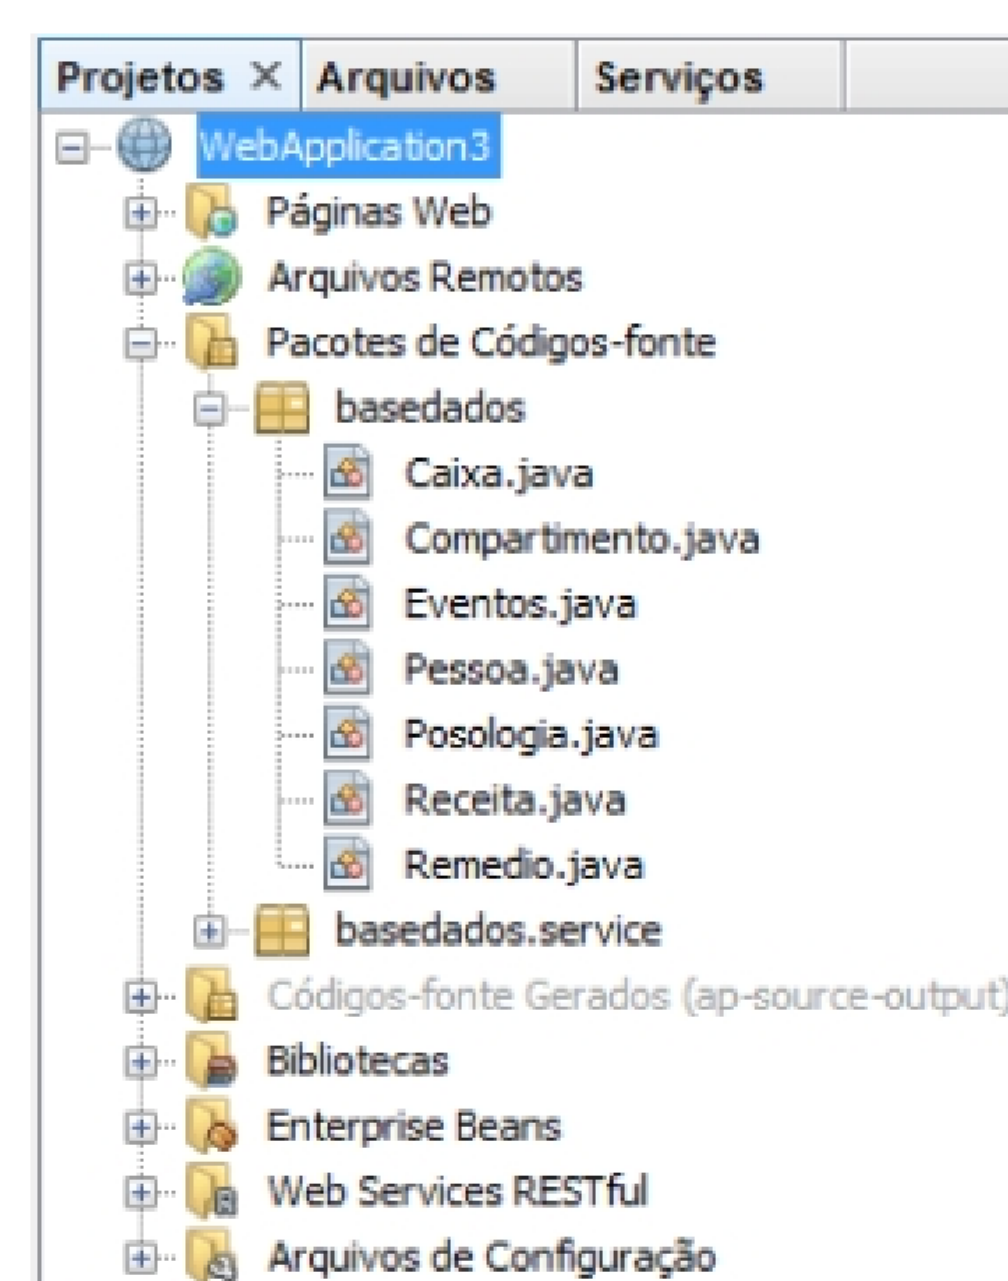 Projetos Arquivos Serviços
WebApplication3
Páginas Web
Arquivos Remotos
Pacotes de Códigos-fonte
basedados
Caixa.java
Compartimento.java
Eventos.java
Pessoa.java
Posologia.java
Receita.java
Remedio.java
basedados.service
Códigos-fonte Gerados (ap-source-output)
Bibliotecas
Enterprise Beans
Web Services RESTful
Arquivos de Configuração